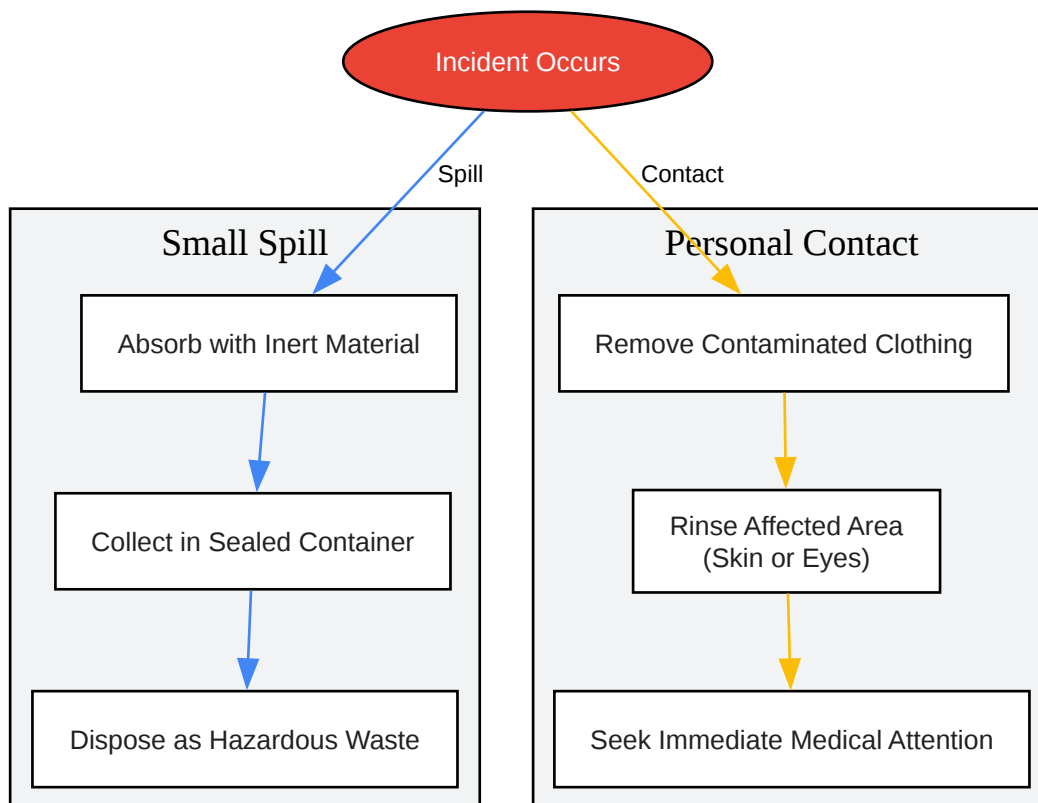 Incident Occurs
Spill
Contact
Small Spill
Personal Contact
Absorb with Inert Material
Remove Contaminated Clothing
Collect in Sealed Container
Rinse Affected Area
(Skin or Eyes)
Dispose as Hazardous Waste
Seek Immediate Medical Attention